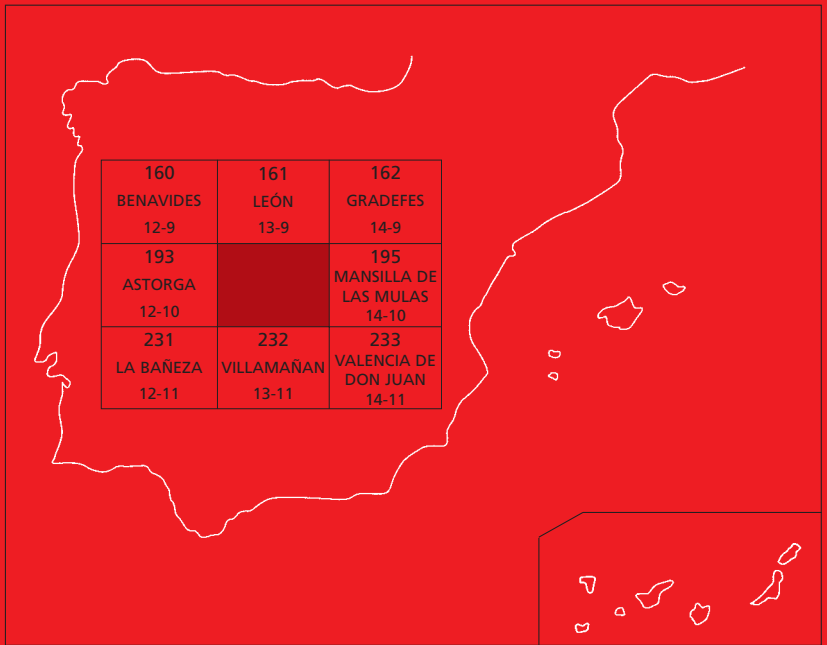 160
BENAVIDES
12-9
161
LEÓN
13-9
162
GRADEFES
14-9
193
ASTORGA
12-10
195
MANSILLA DE
LAS MULAS
14-10
231
LA BAÑEZA
12-11
232
VILLAMAÑAN
13-11
233
VALENCIA DE
DON JUAN
14-11